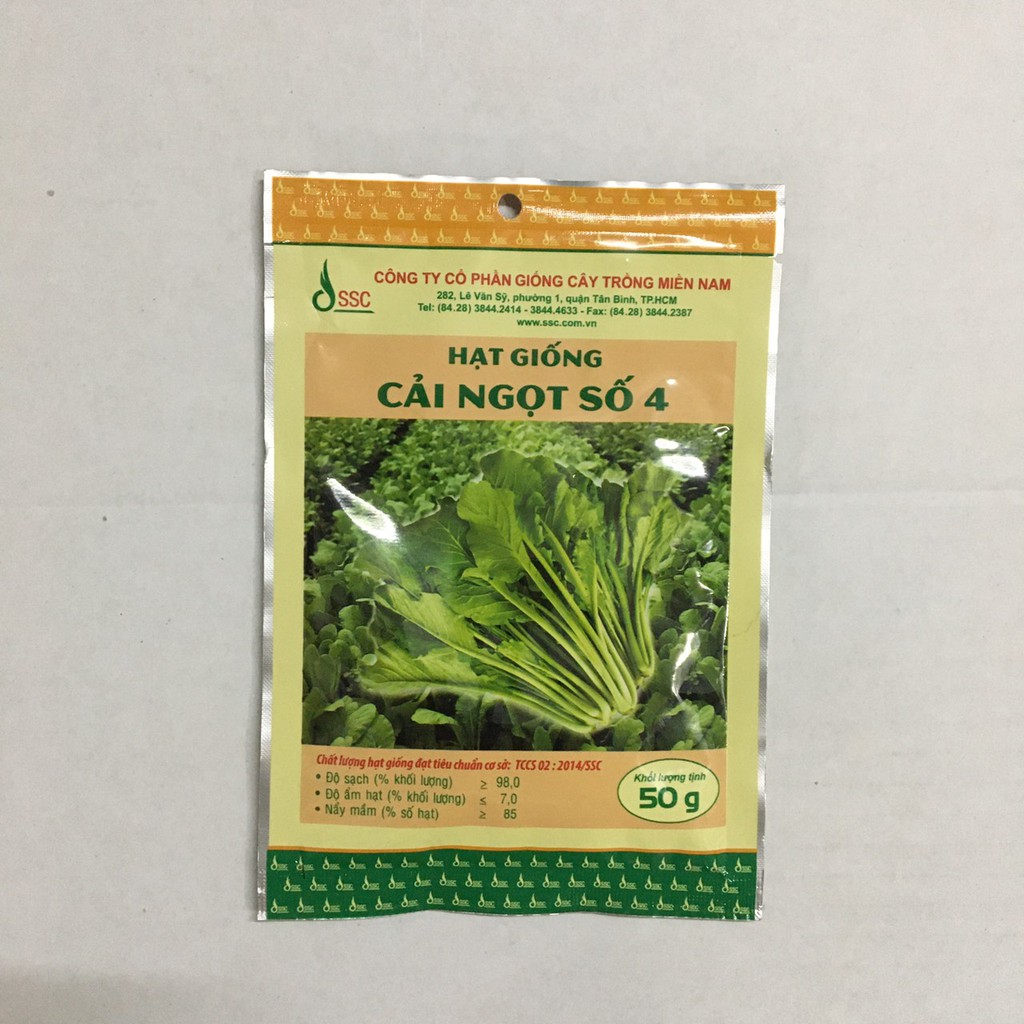 SSC
CÔNG TY CỔ PHẦN GIỐNG CÂY TRỒNG MIỀN NAM
282, Lê Văn Sỹ, phường 1, quận Tân Bình, TP.HCM
Tel: (84.28) 3844.2414 - 3844.4633 - Fax: (84.28) 3844.2387
www.ssc.com.vn
HẠT GIỐNG
CẢI NGỌT SỐ 4
Chất lượng hạt giống đạt tiêu chuẩn cơ sở: TCCS 02 : 2014/SSC
• Độ sạch (% khối lượng) ≥ 98,0
• Độ ẩm hạt (% khối lượng) ≤ 7,0
• Nẩy mầm (% số hạt) ≥ 85
Khối lượng tịnh
50 g